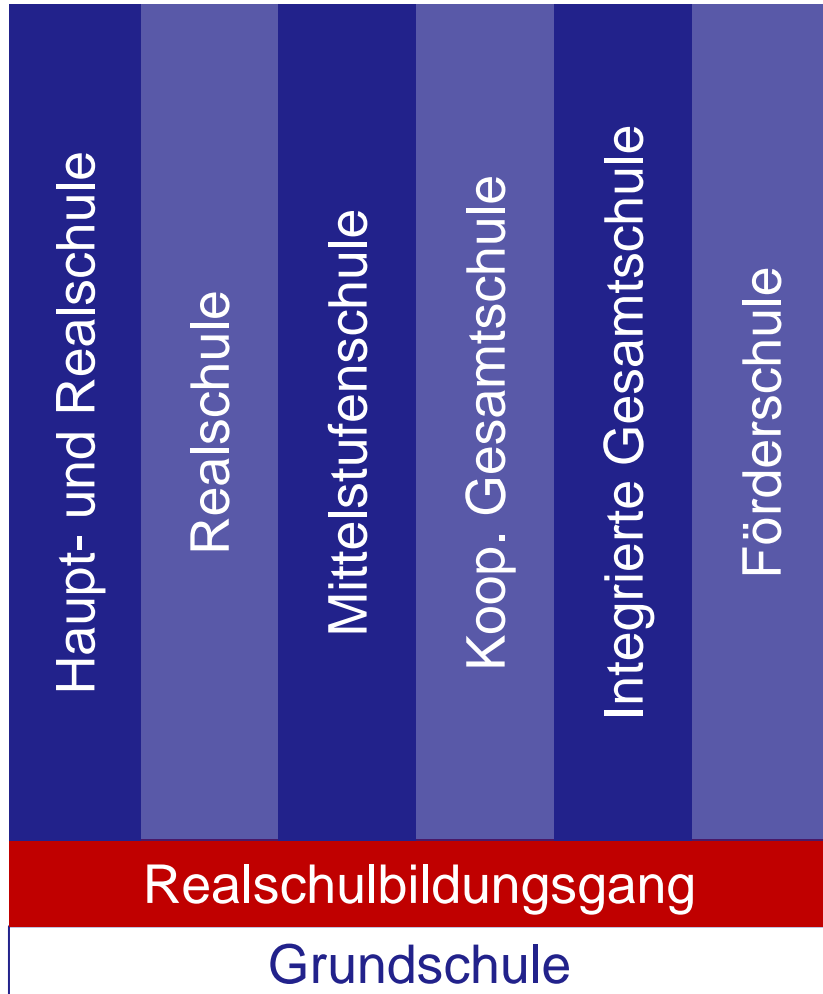 Haupt- und Realschule
Realschule
Mittelstufenschule
Koop. Gesamtschule
Integrierte Gesamtschule
Förderschule
Realschulbildungsgang
Grundschule